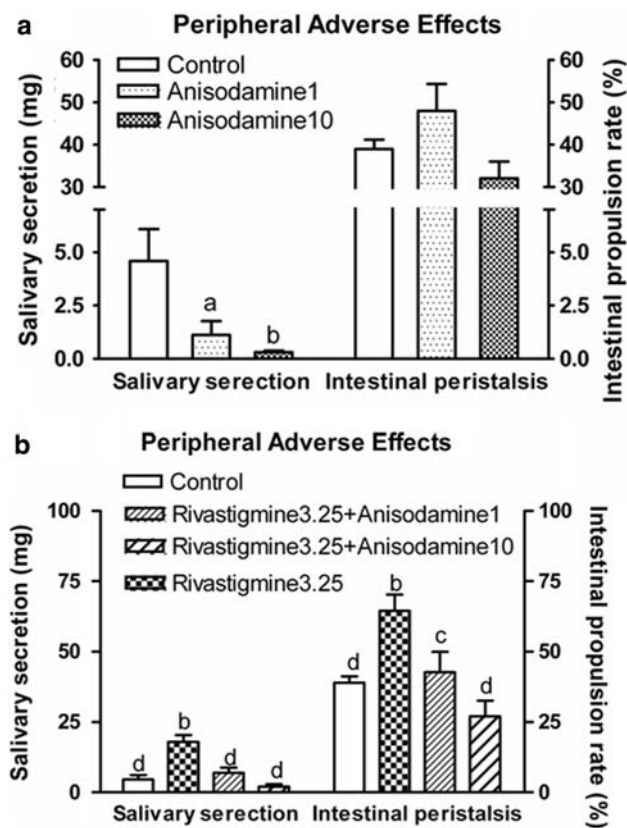 a
Peripheral Adverse Effects
Salivary secretion (mg)
60
50
40
30
5.0
2.5
0.0
Control
Anisodamine1
Anisodamine10
a
b
60
50
40
30
5.0
2.5
0.0
Intestinal propulsion rate (%)
Salivary serection
Intestinal peristalsis
b
Peripheral Adverse Effects
Salivary secretion (mg)
100
75
50
25
0
Control
Rivastigmine3.25+Anisodamine1
Rivastigmine3.25+Anisodamine10
Rivastigmine3.25
d
b
d
d
d
b
c
d
100
75
50
25
0
Intestinal propulsion rate (%)
Salivary serection
Intestinal peristalsis